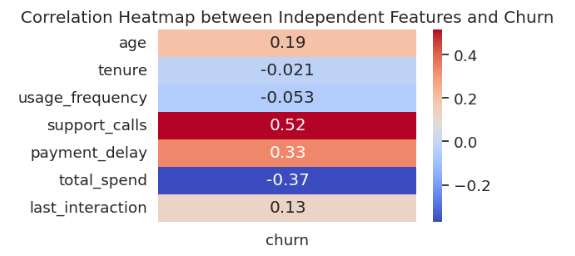 Correlation Heatmap between Independent Features and Churn
age 0.19
tenure -0.021
usage_frequency -0.053
support_calls 0.52
payment_delay 0.33
total_spend -0.37
last_interaction 0.13
churn
0.4
0.2
0.0
−0.2